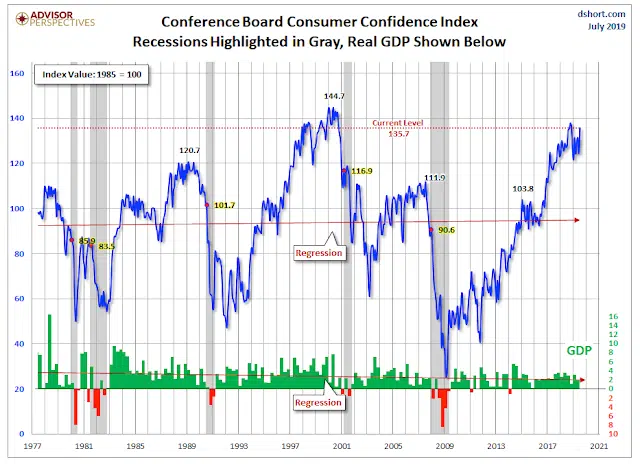 ADVISOR
PERSPECTIVES
Conference Board Consumer Confidence Index
Recessions Highlighted in Gray, Real GDP Shown Below
dshort.com
July 2019
Index Value: 1985 = 100
160
140
120
100
80
60
40
20
0
144.7
Current Level
135.7
120.7
116.9
111.9
103.8
101.7
90.6
85.9
83.5
Regression
GDP
16
14
12
10
8
6
4
2
0
2
4
6
8
10
Regression
1977 1981 1985 1989 1993 1997 2001 2005 2009 2013 2017 2021